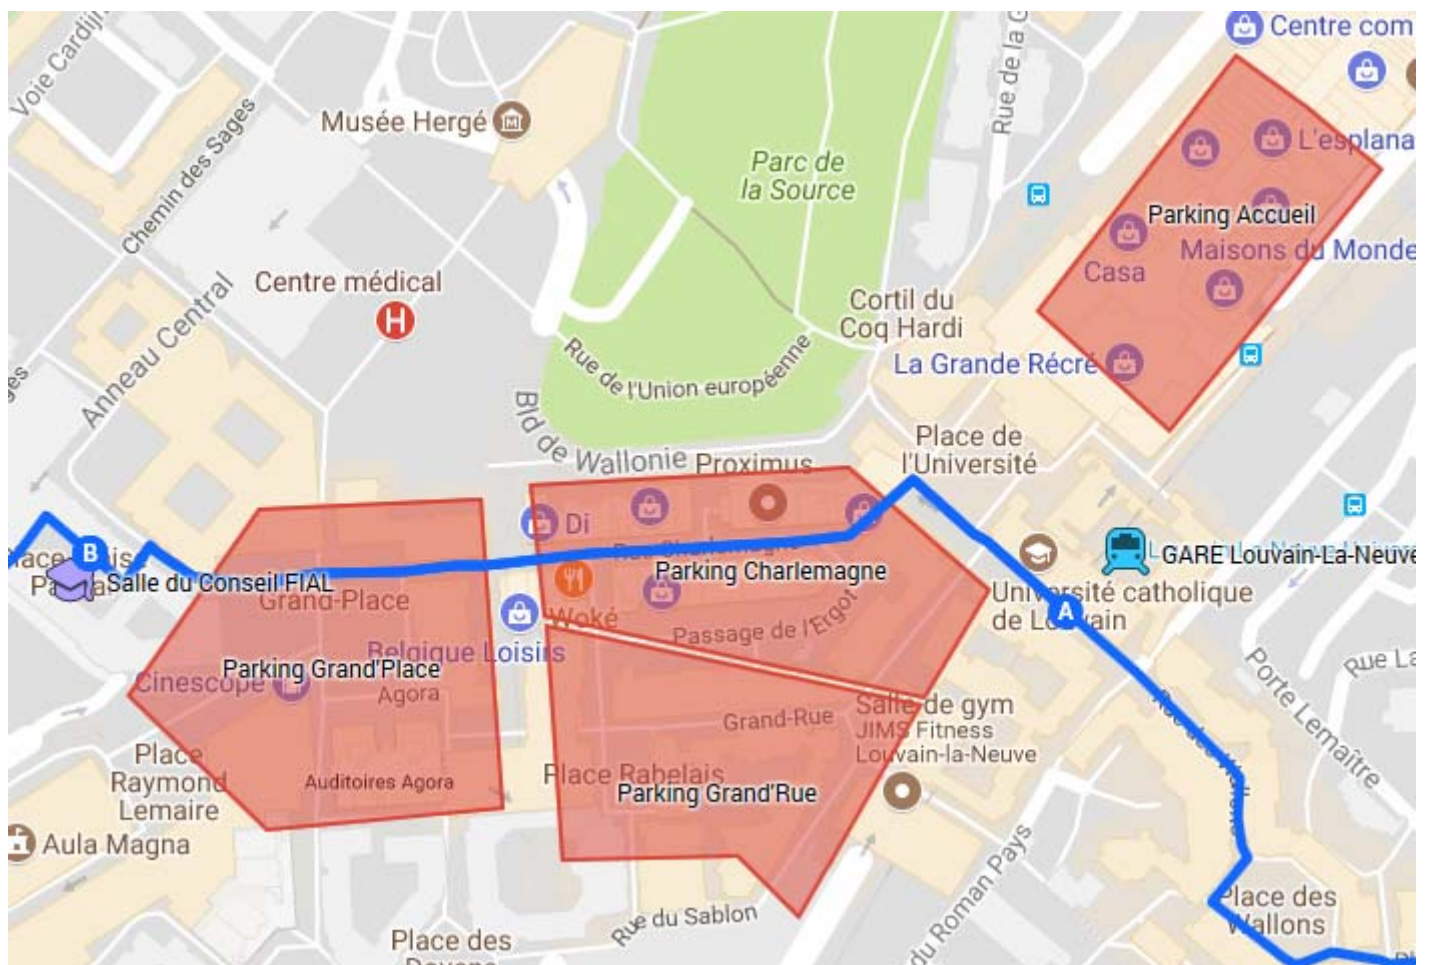 Centre com
Voie Cardijn
Rue de la G
Musée Hergé
Chemin des Sages
L'esplana
Parc de
la Source
Parking Accueil
Maisons du Monde
Casa
Centre médical
H
Anneau Central
Cortil du
Coq Hardi
La Grande Récré
Rue de l'Union européenne
Bld de Wallonie
Proximus
Place de
l'Université
Di
Rue Charlemagne
B
Salle du Conseil FIAL
Grand-Place
Parking Charlemagne
GARE Louvain-La-Neuve
Université catholique
de Louvain
A
Woké
Passage de l'Ergot
Belgique Loisirs
Parking Grand'Place
Cinescope
Agora
Rue La
Porte Lemaître
Rue des Wallons
Salle de gym
JIMS Fitness
Louvain-la-Neuve
Grand-Rue
Place
Raymond
Lemaire
Auditoires Agora
Place Rabelais
Parking Grand'Rue
Aula Magna
Rue du Sablon
du Roman Pays
Place des
Wallons
Place des